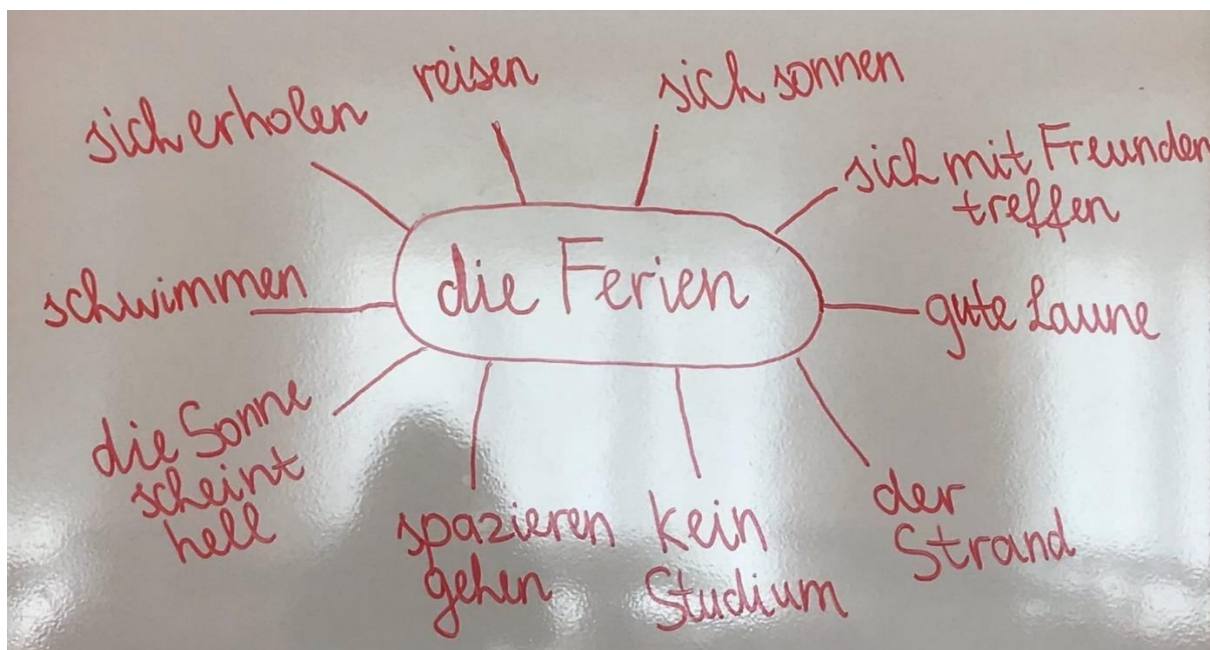 reisen
sich sonnen
sich erholen
sich mit Freunden
treffen
die Ferien
schwimmen
gute Laune
die Sonne
scheint
hell
spazieren
gehen
kein
Studium
der
Strand